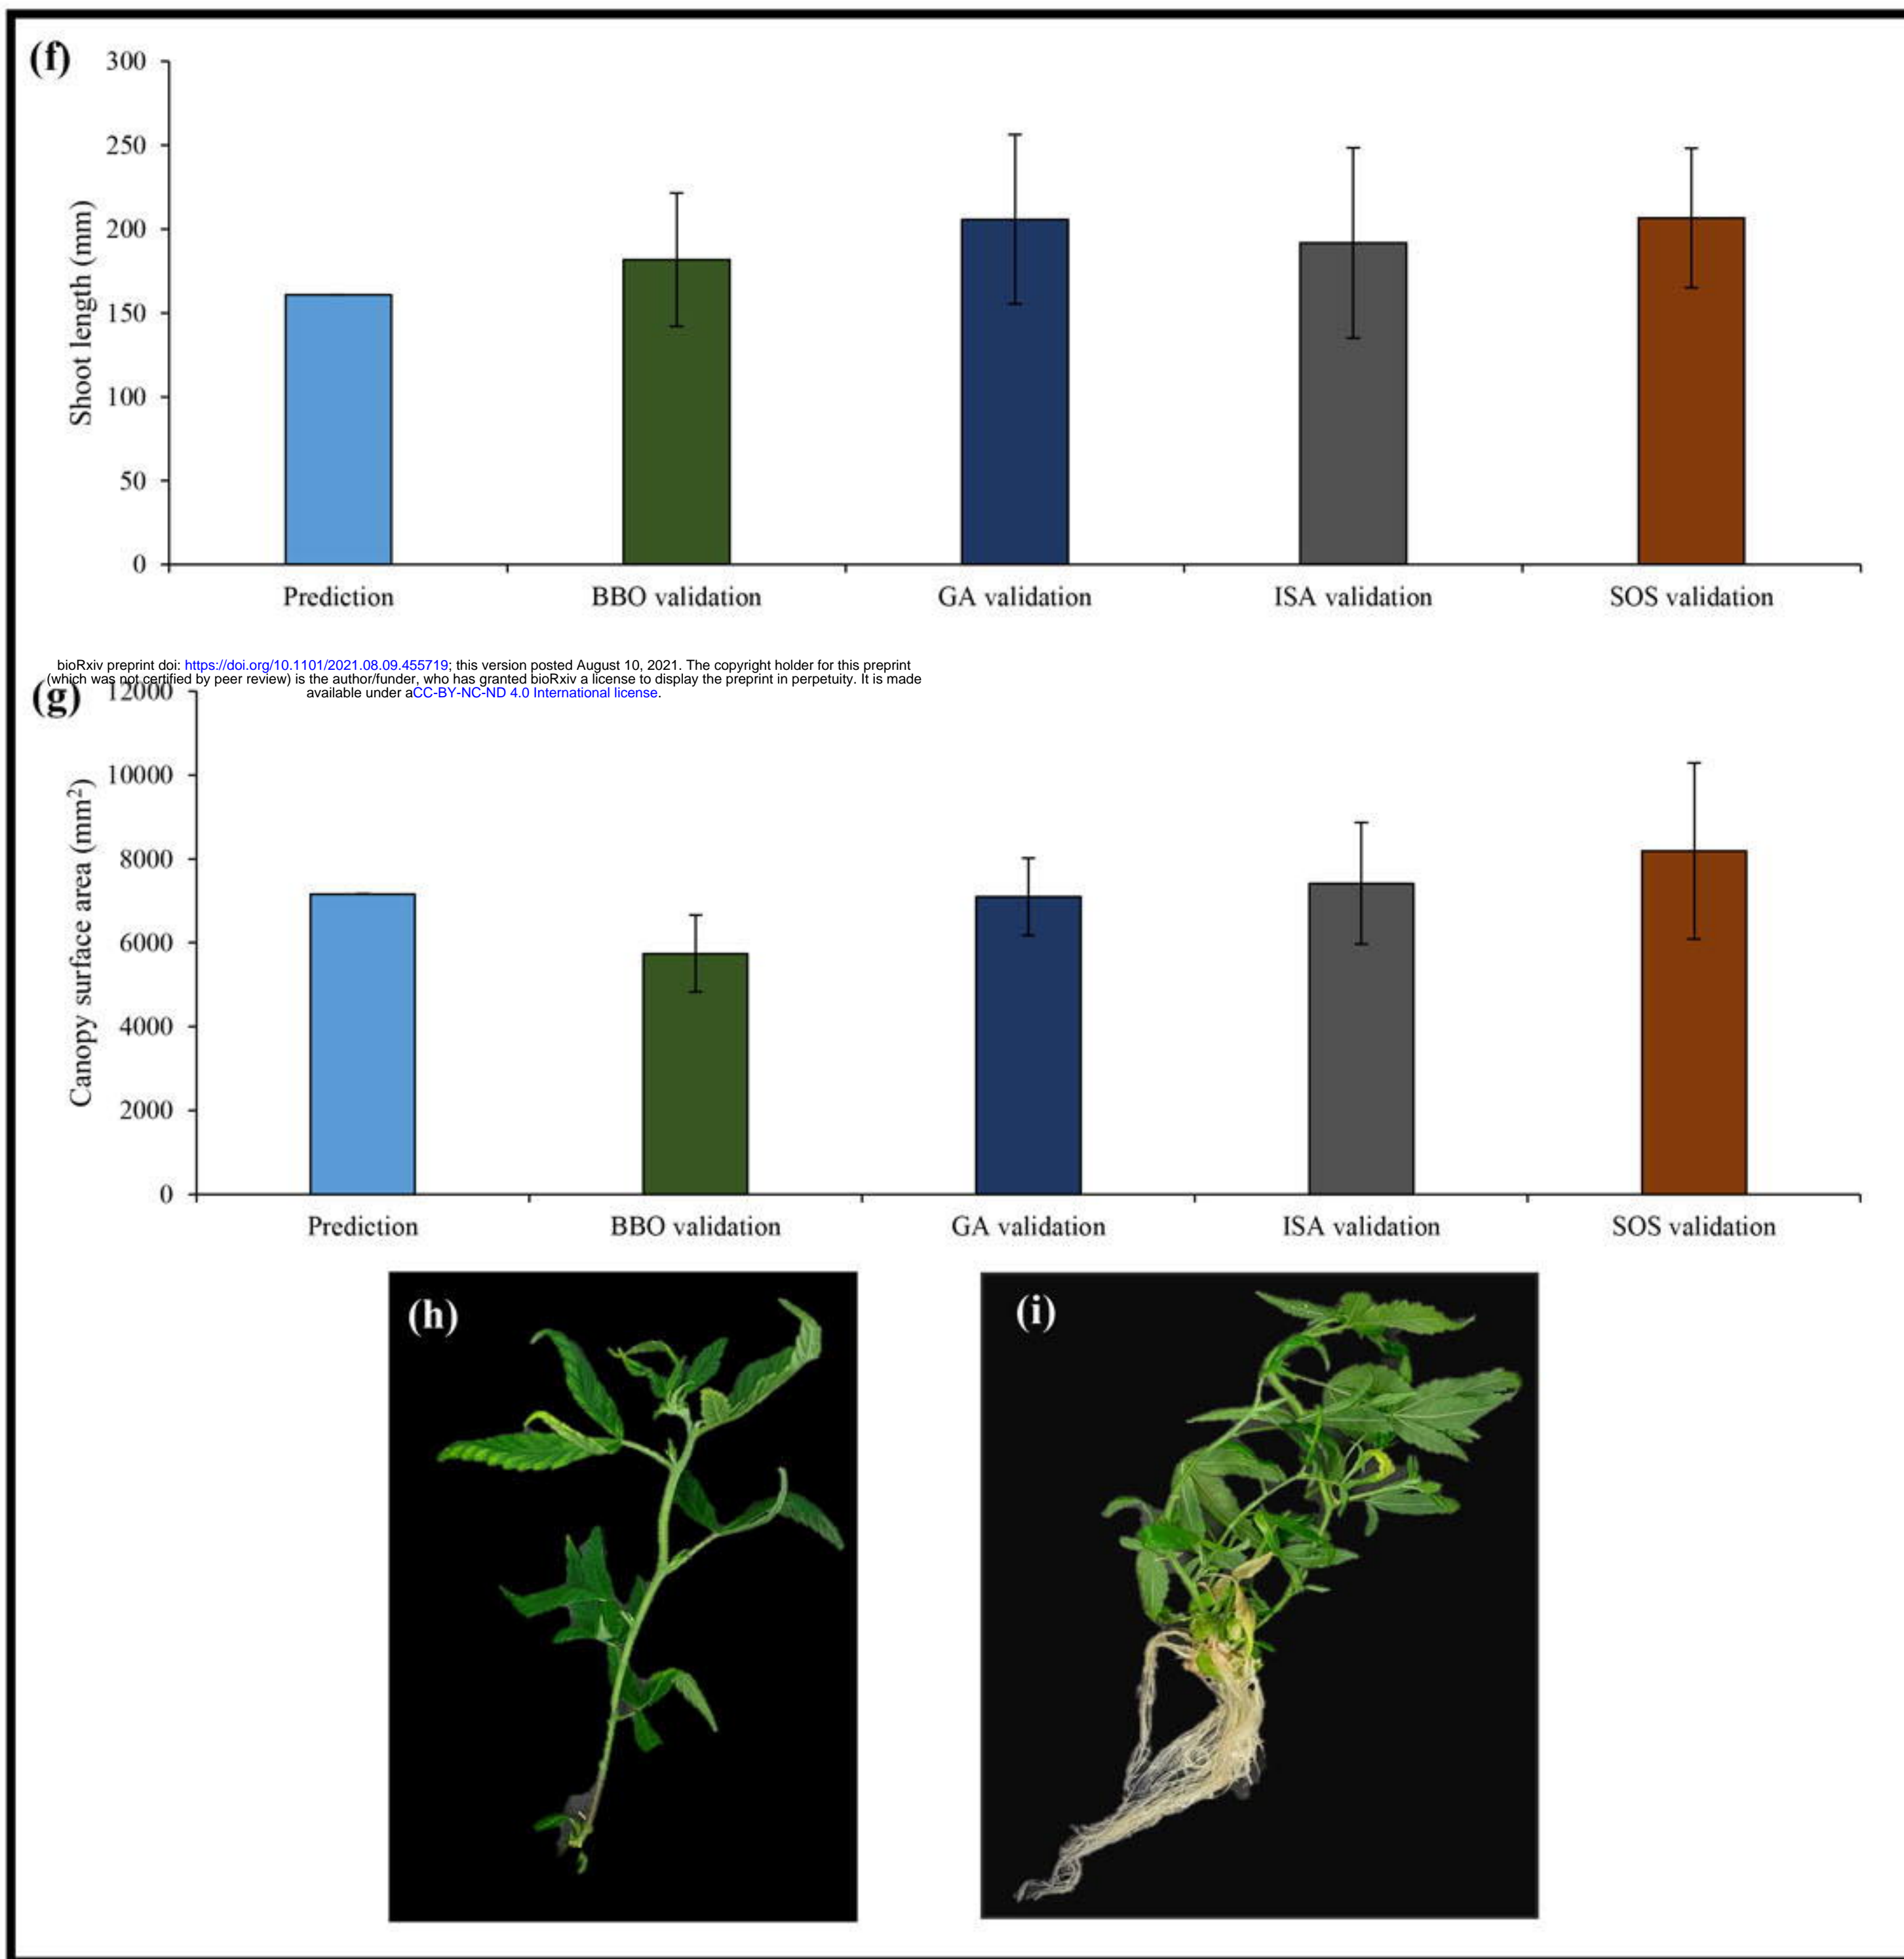 (f)
Shoot length (mm)
300
250
200
150
100
50
0
Prediction BBO validation GA validation ISA validation SOS validation
bioRxiv preprint doi: https://doi.org/10.1101/2021.08.09.455719; this version posted August 10, 2021. The copyright holder for this preprint
(which was not certified by peer review) is the author/funder, who has granted bioRxiv a license to display the preprint in perpetuity. It is made
available under aCC-BY-NC-ND 4.0 International license.
(g)
Canopy surface area (mm²)
12000
10000
8000
6000
4000
2000
0
Prediction BBO validation GA validation ISA validation SOS validation
(h)
(i)